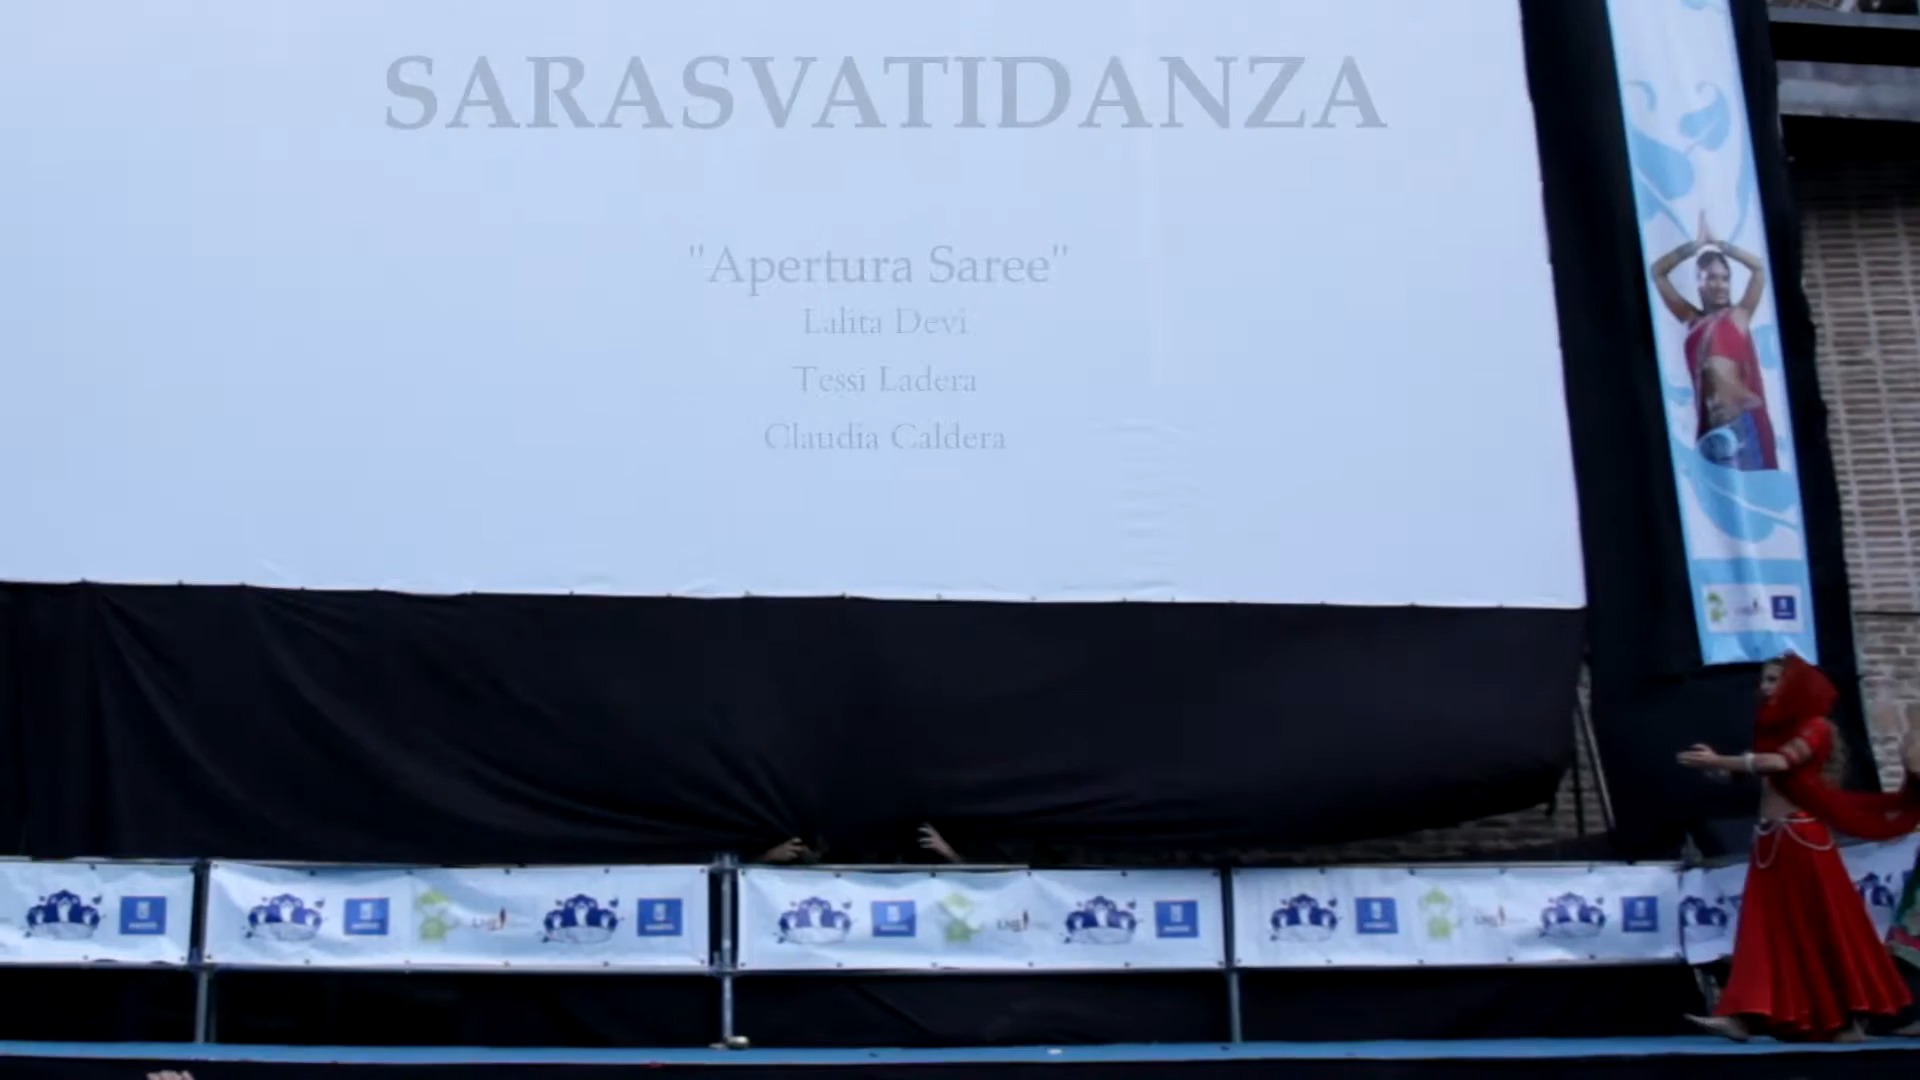 SARASVATIDANZA
"Apertura Saree"
Lalita Devi
Tessi Ladera
Claudia Caldera